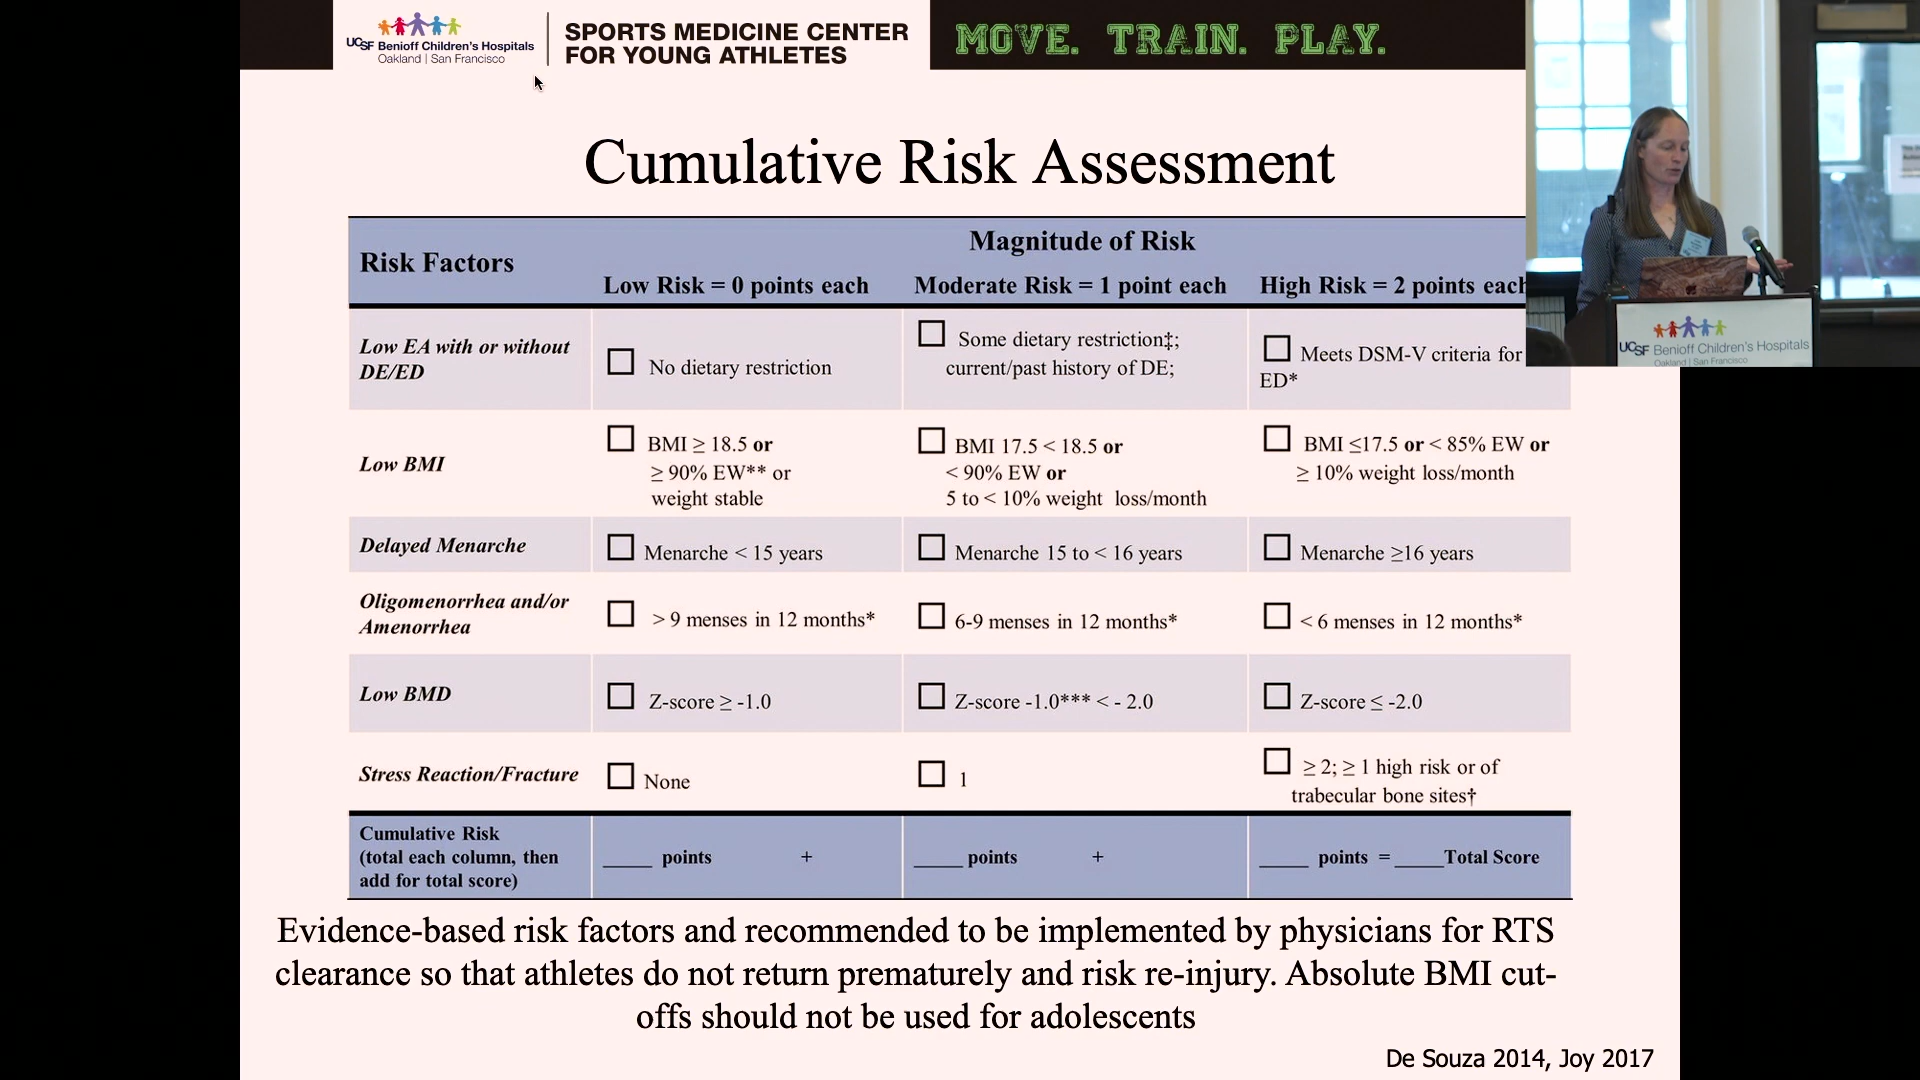 UCSF Benioff Children's Hospitals
Oakland | San Francisco
SPORTS MEDICINE CENTER
FOR YOUNG ATHLETES
MOVE. TRAIN. PLAY.
Cumulative Risk Assessment
Risk Factors
Magnitude of Risk
Low Risk = 0 points each
Moderate Risk = 1 point each
High Risk = 2 points each
Low EA with or without
DE/ED
No dietary restriction
Some dietary restriction‡;
current/past history of DE;
Meets DSM-V criteria for
ED*
Low BMI
BMI ≥ 18.5 or
≥ 90% EW** or
weight stable
BMI 17.5 < 18.5 or
< 90% EW or
5 to < 10% weight loss/month
BMI ≤17.5 or < 85% EW or
≥ 10% weight loss/month
Delayed Menarche
Menarche < 15 years
Menarche 15 to < 16 years
Menarche ≥16 years
Oligomenorrhea and/or
Amenorrhea
> 9 menses in 12 months*
6-9 menses in 12 months*
< 6 menses in 12 months*
Low BMD
Z-score ≥ -1.0
Z-score -1.0*** < - 2.0
Z-score ≤ -2.0
Stress Reaction/Fracture
None
1
≥ 2; ≥ 1 high risk or of
trabecular bone sites†
Cumulative Risk
(total each column, then
add for total score)
_____ points +
_____ points +
_____ points = _____Total Score
Evidence-based risk factors and recommended to be implemented by physicians for RTS
clearance so that athletes do not return prematurely and risk re-injury. Absolute BMI cut-
offs should not be used for adolescents
De Souza 2014, Joy 2017
UCSF Benioff Children's Hospitals
Oakland | San Francisco